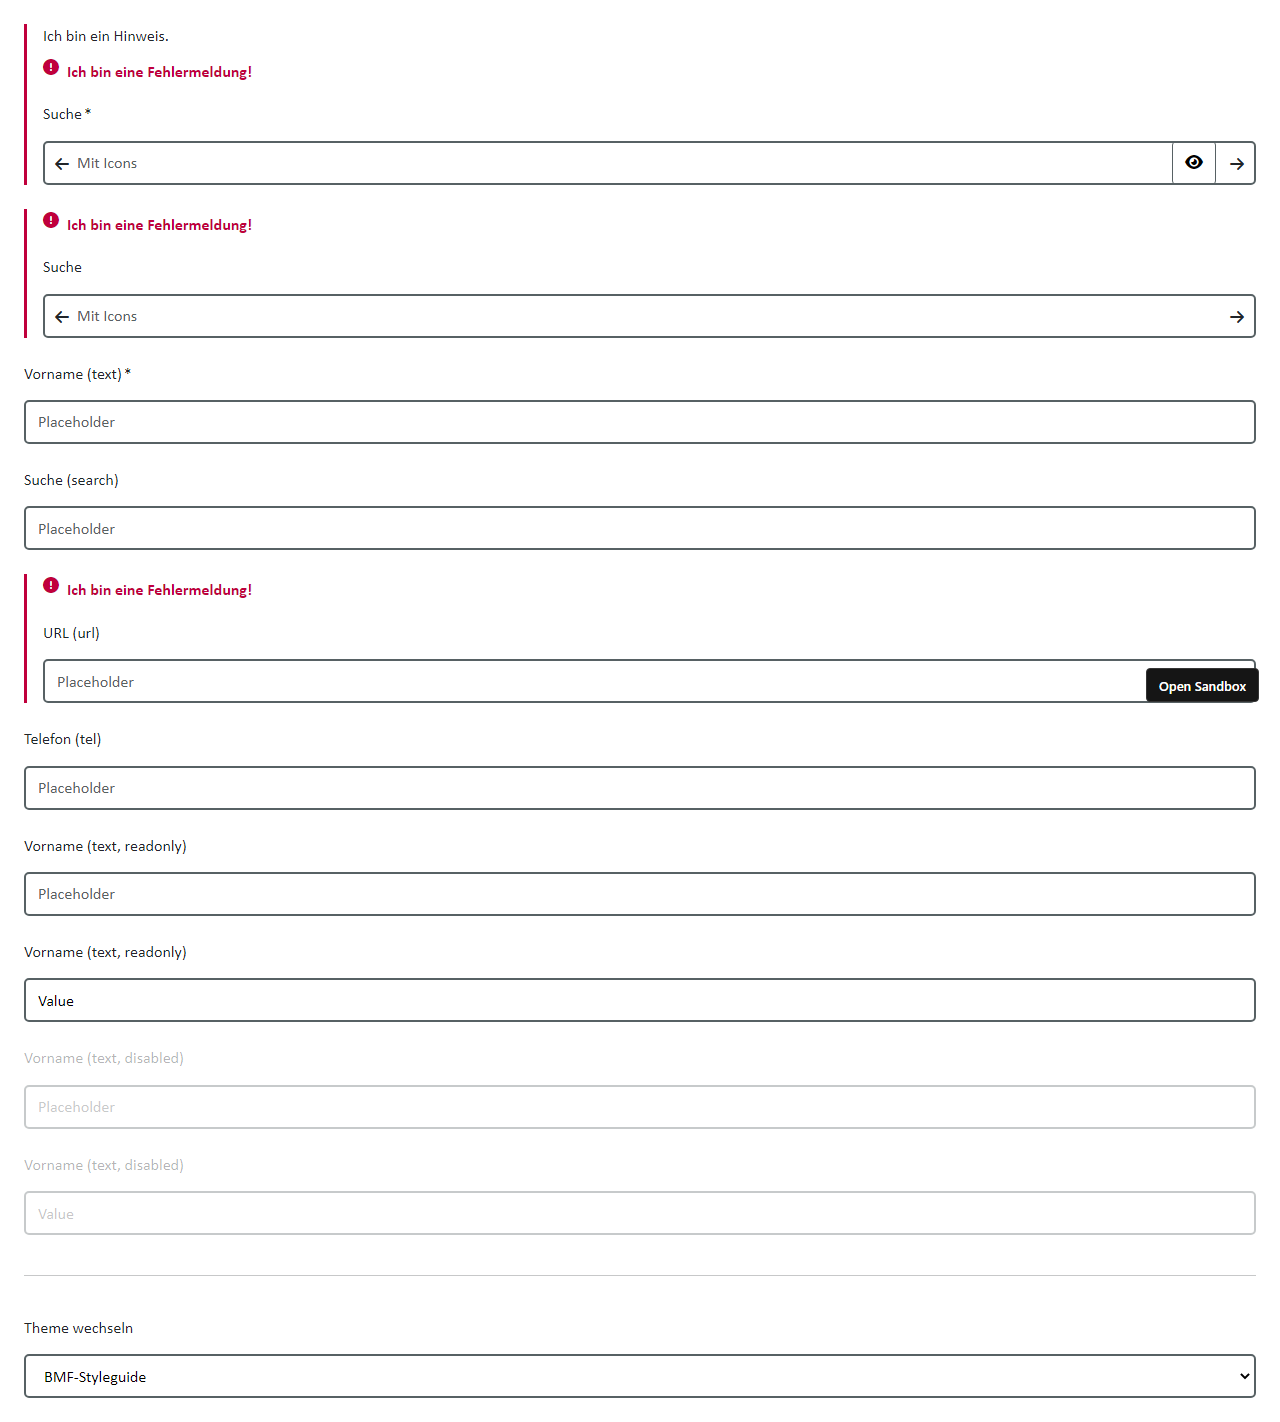 Ich bin ein Hinweis.
Ich bin eine Fehlermeldung!
Suche *
Mit Icons
Ich bin eine Fehlermeldung!
Suche
Mit Icons
Vorname (text) *
Placeholder
Suche (search)
Placeholder
Ich bin eine Fehlermeldung!
URL (url)
Placeholder
Open Sandbox
Telefon (tel)
Placeholder
Vorname (text, readonly)
Placeholder
Vorname (text, readonly)
Value
Vorname (text, disabled)
Placeholder
Vorname (text, disabled)
Value
Theme wechseln
BMF-Styleguide